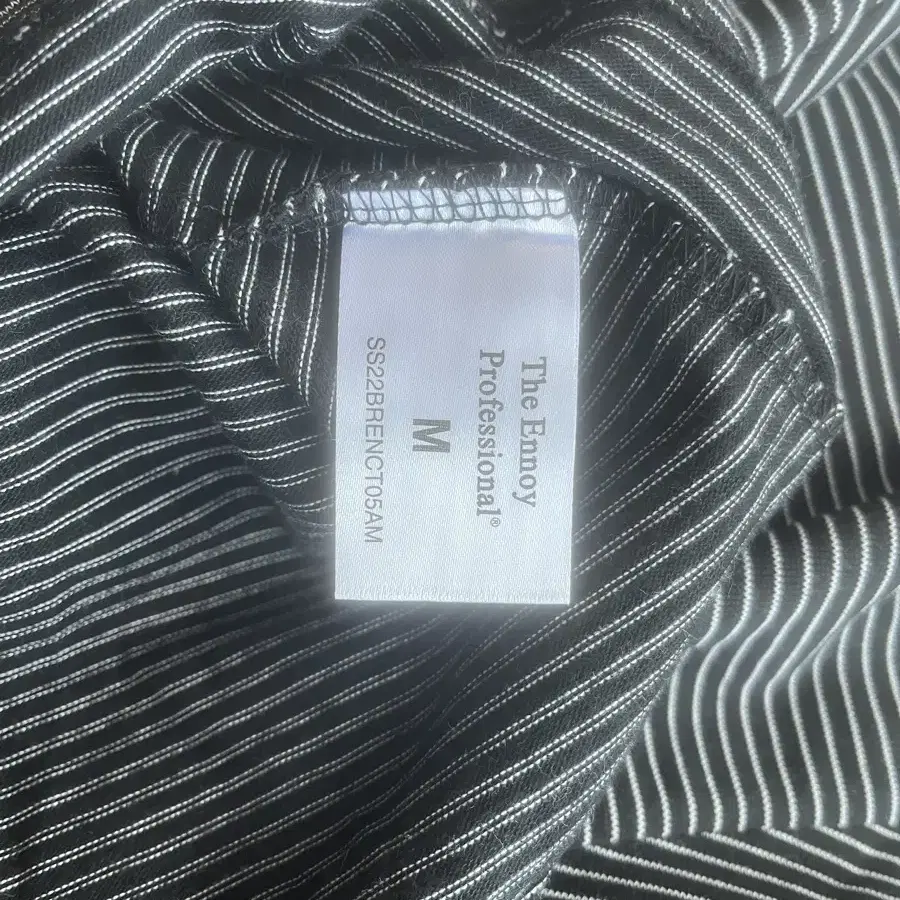 The Ennoy
Professional®
M
SS22BRENCT05AM